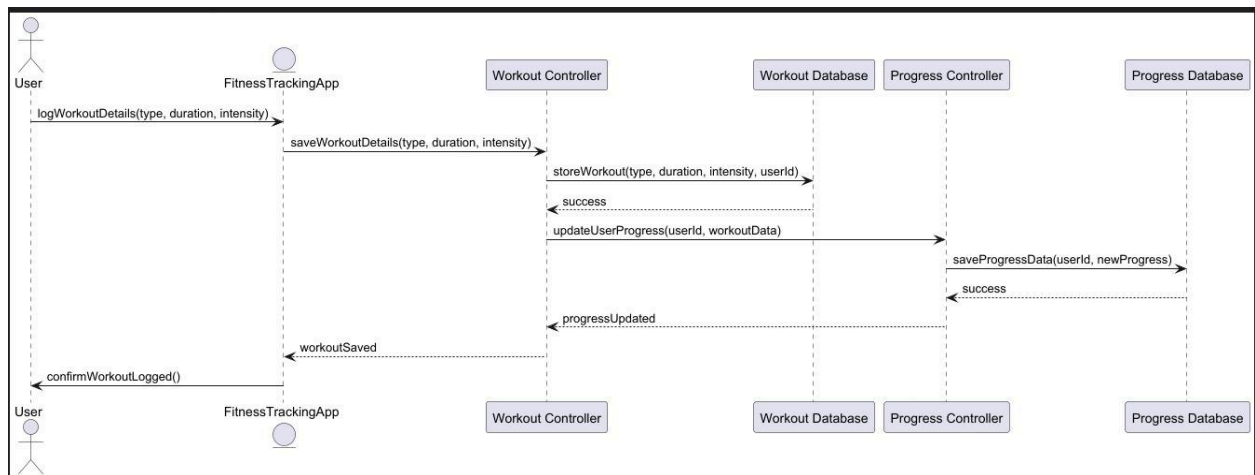 User
FitnessTrackingApp
Workout Controller
Workout Database
Progress Controller
Progress Database
logWorkoutDetails(type, duration, intensity)
saveWorkoutDetails(type, duration, intensity)
storeWorkout(type, duration, intensity, userId)
success
updateUserProgress(userId, workoutData)
saveProgressData(userId, newProgress)
success
progressUpdated
workoutSaved
confirmWorkoutLogged()
User
FitnessTrackingApp
Workout Controller
Workout Database
Progress Controller
Progress Database